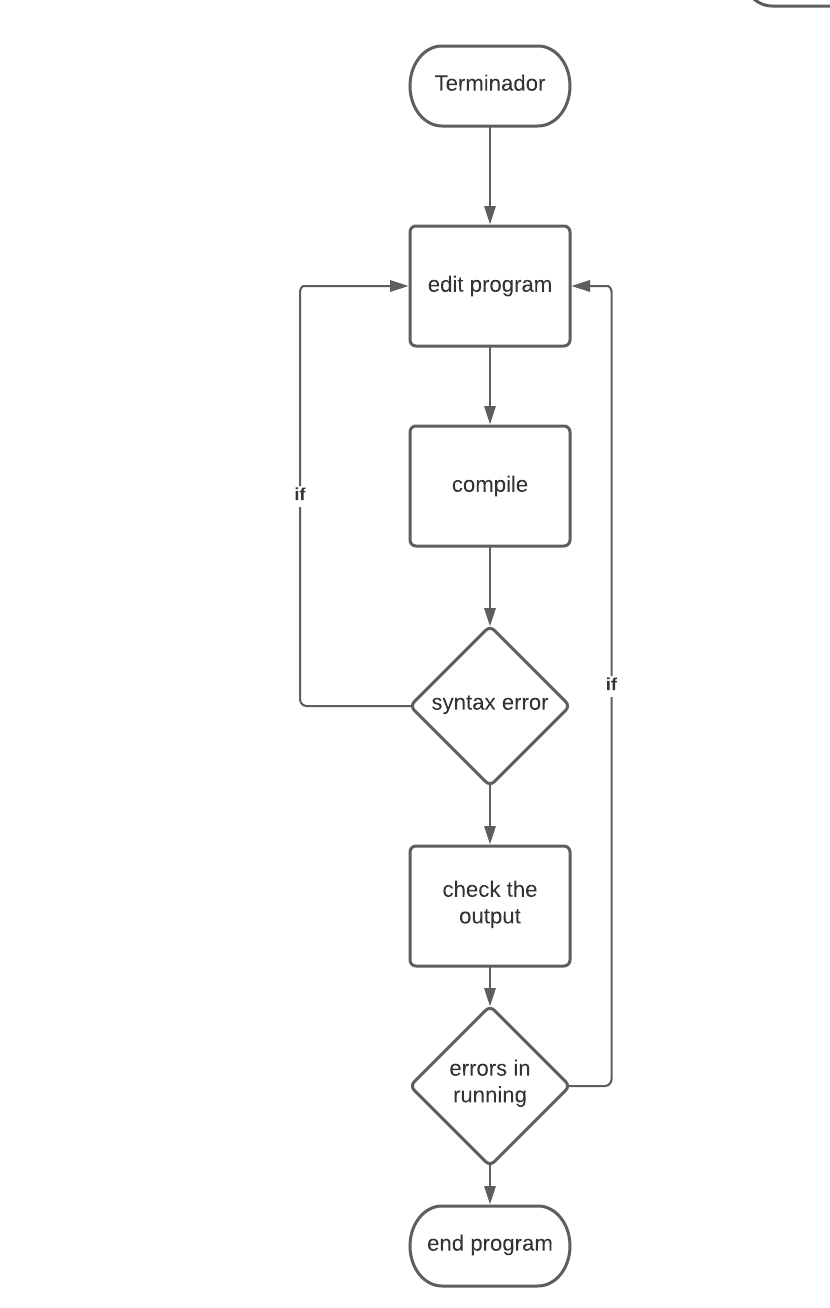 Terminador
edit program
compile
if
syntax error
if
check the
output
errors in
running
end program